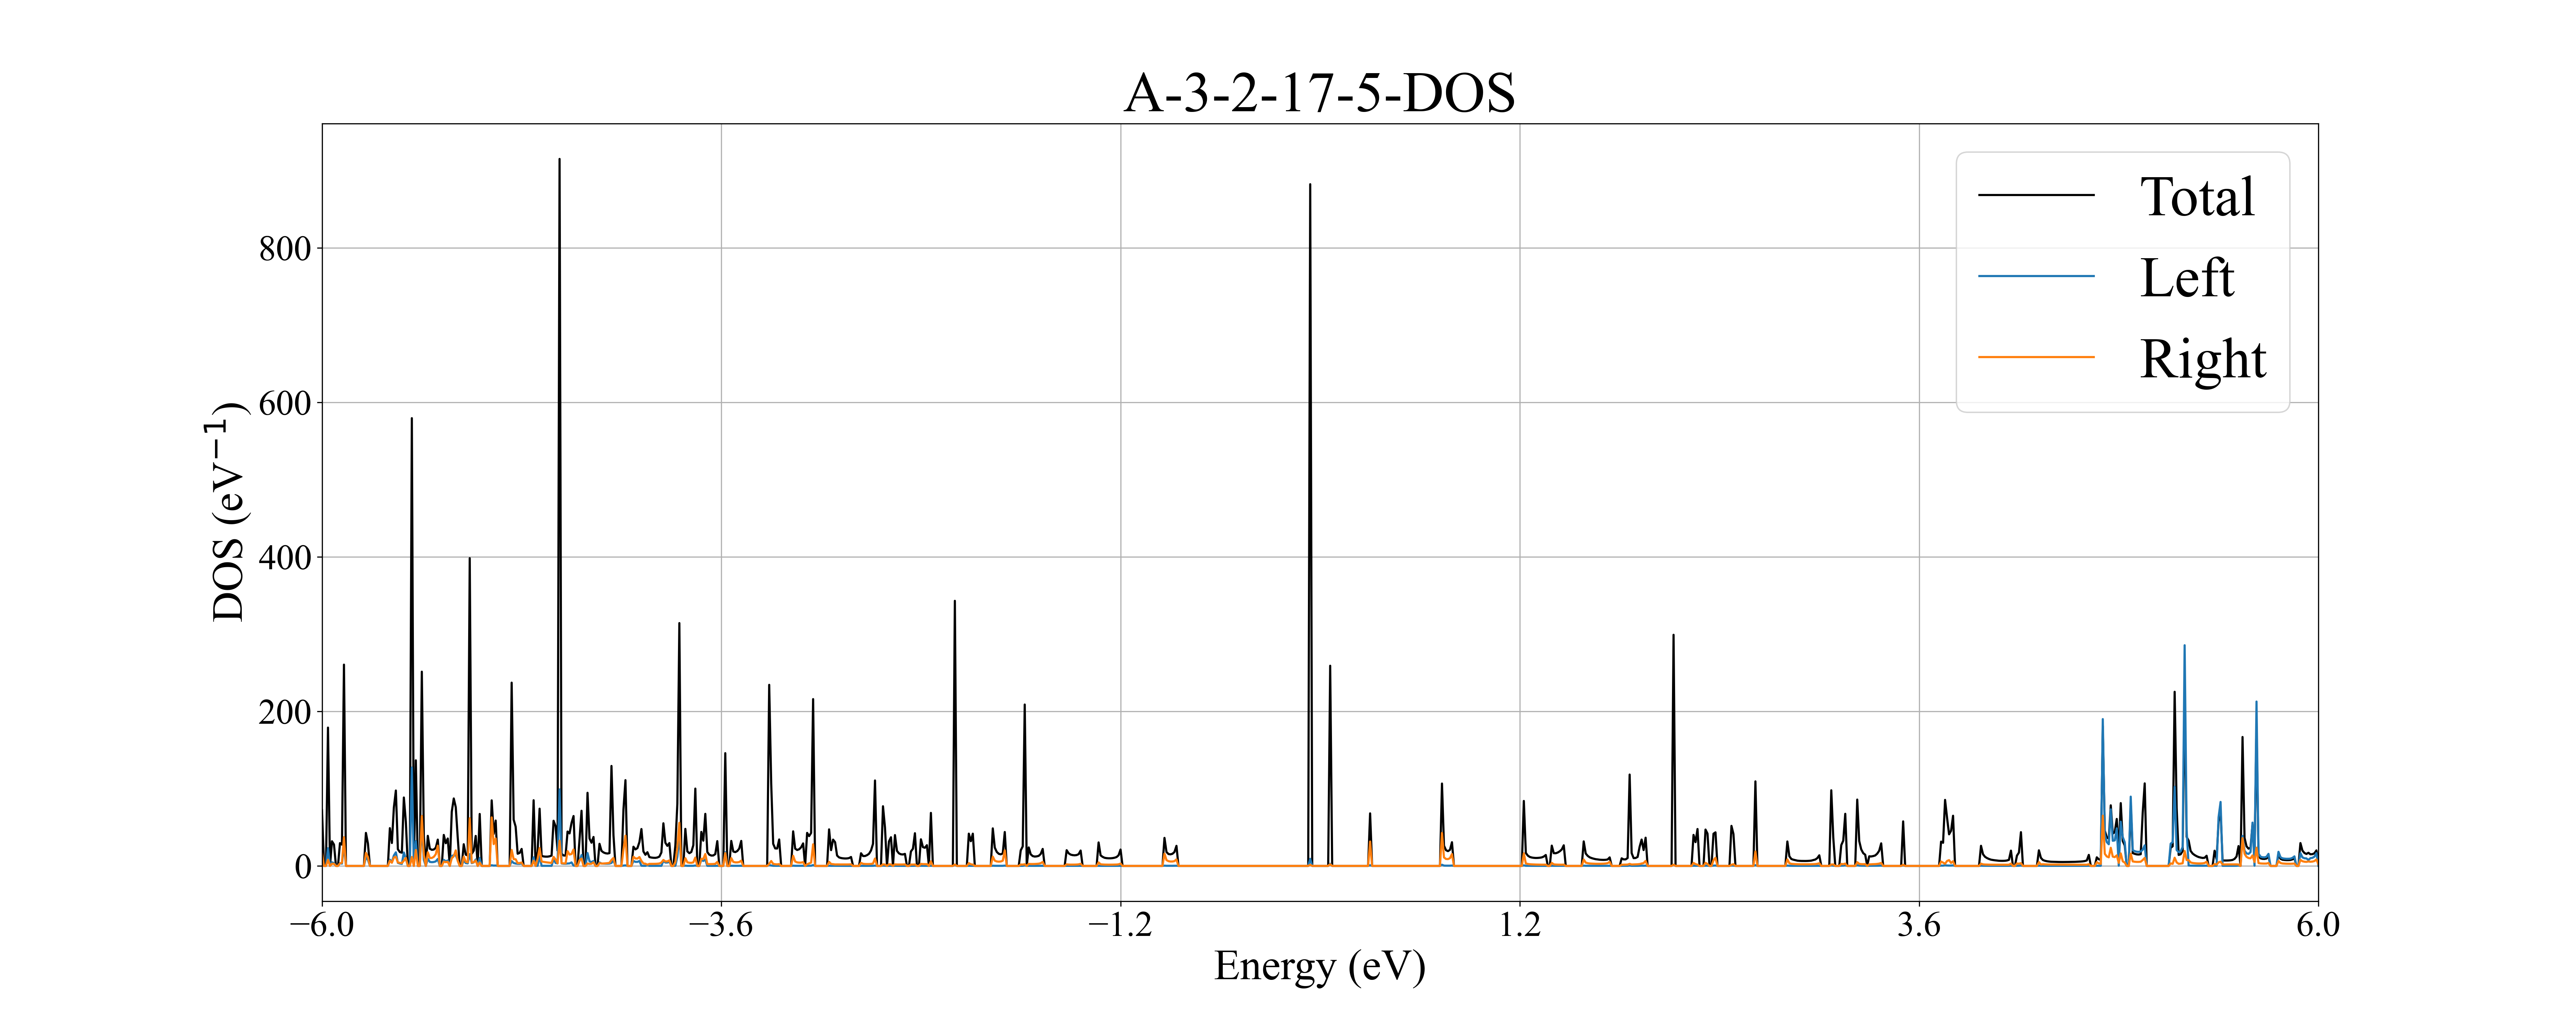 A-3-2-17-5-DOS
Total
Left
Right
DOS (eV⁻¹)
800
600
400
200
0
−6.0 −3.6 −1.2 1.2 3.6 6.0
Energy (eV)